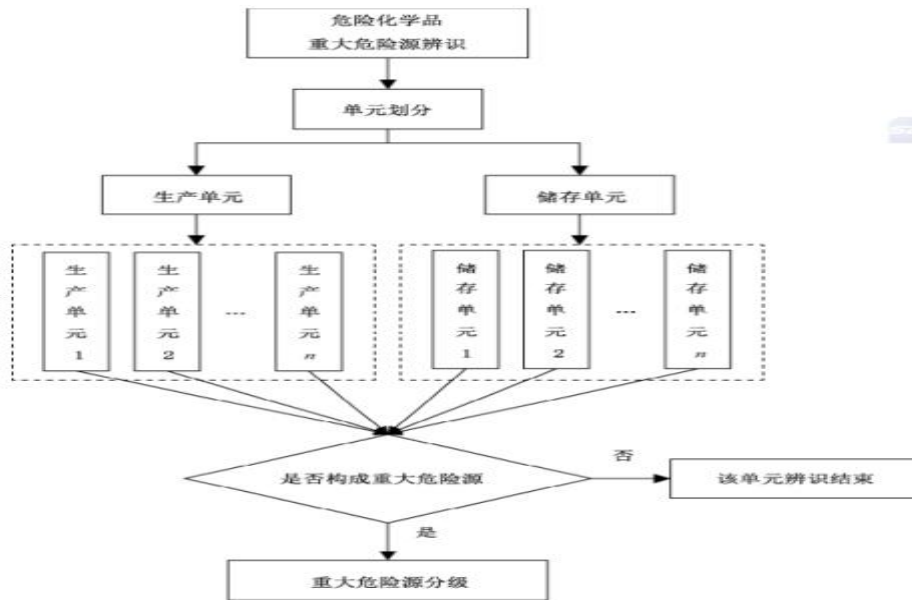 危险化学品
重大危险源辨识
单元划分
生产单元
储存单元
生产单元1
生产单元2
...
生产单元n
储存单元1
储存单元2
...
储存单元n
是否构成重大危险源
否
该单元辨识结束
是
重大危险源分级